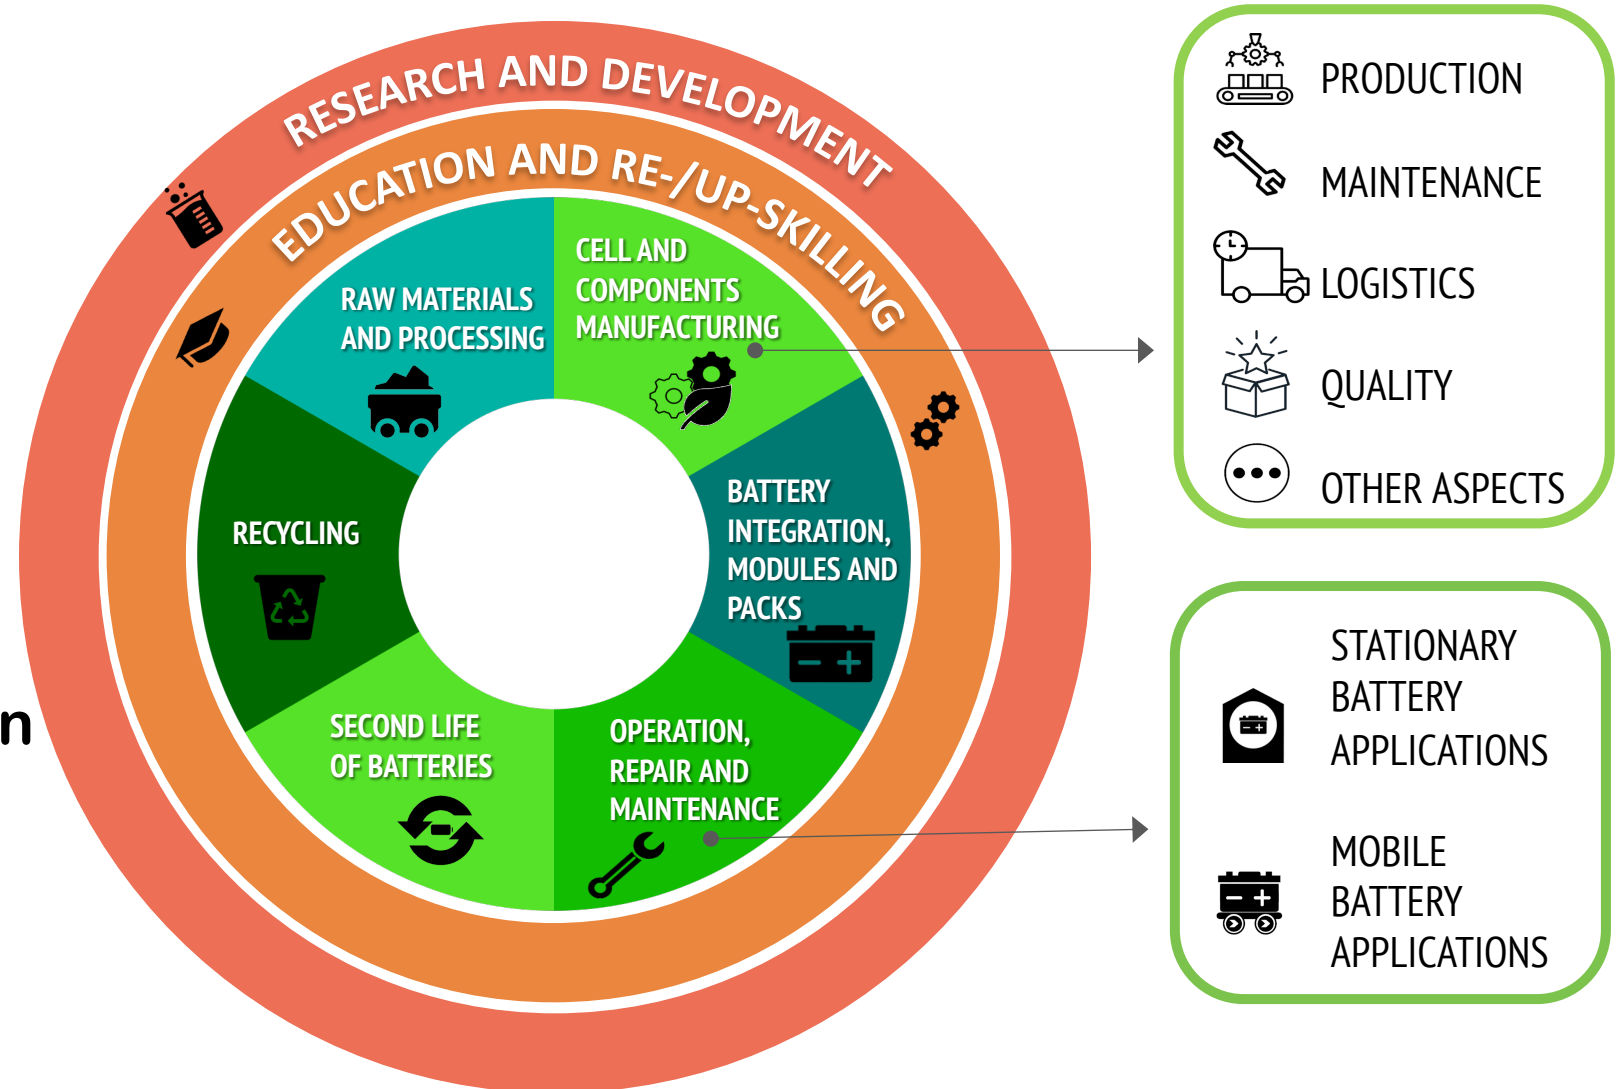 RESEARCH AND DEVELOPMENT
EDUCATION AND RE-/UP-SKILLING
RAW MATERIALS
AND PROCESSING
CELL AND
COMPONENTS
MANUFACTURING
BATTERY
INTEGRATION,
MODULES AND
PACKS
OPERATION,
REPAIR AND
MAINTENANCE
SECOND LIFE
OF BATTERIES
RECYCLING
n
PRODUCTION
MAINTENANCE
LOGISTICS
QUALITY
OTHER ASPECTS
STATIONARY
BATTERY
APPLICATIONS
MOBILE
BATTERY
APPLICATIONS